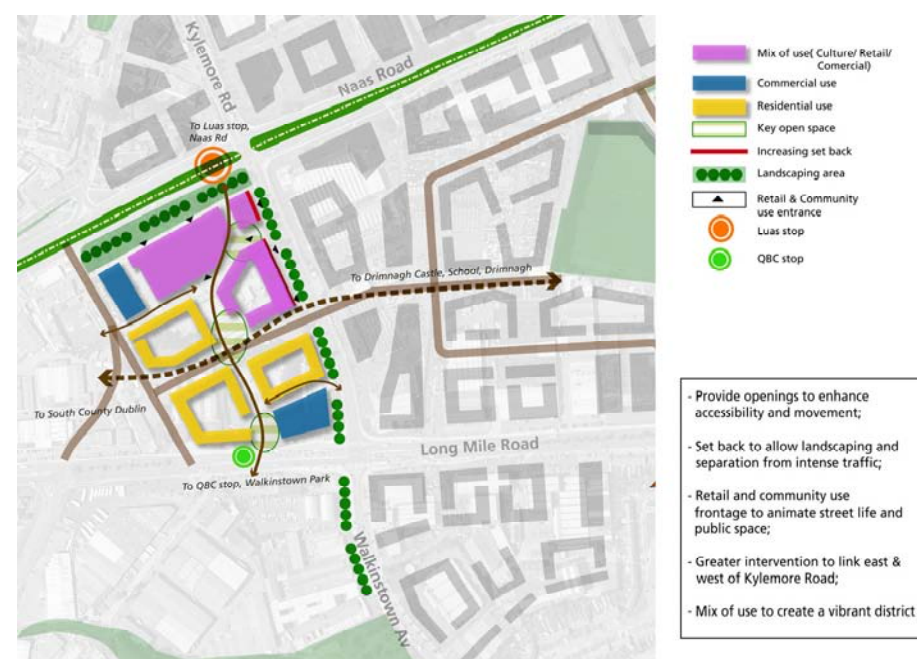 Kylemore Rd
Naas Road
To Luas stop,
Naas Rd
To Drimnagh Castle, School, Drimnagh
To South County Dublin
Long Mile Road
To QBC stop, Walkinstown Park
Walkinstown Av
Mix of use( Culture/ Retail/
Comercial)
Commercial use
Residential use
Key open space
Increasing set back
Landscaping area
Retail & Community
use entrance
Luas stop
QBC stop
- Provide openings to enhance
accessibility and movement;
- Set back to allow landscaping and
separation from intense traffic;
- Retail and community use
frontage to animate street life and
public space;
- Greater intervention to link east &
west of Kylemore Road;
- Mix of use to create a vibrant district